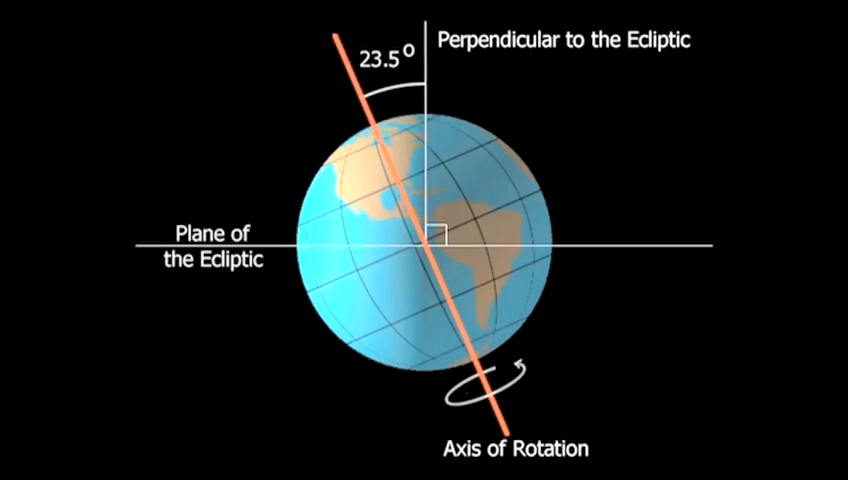 23.5°
Perpendicular to the Ecliptic
Plane of
the Ecliptic
Axis of Rotation